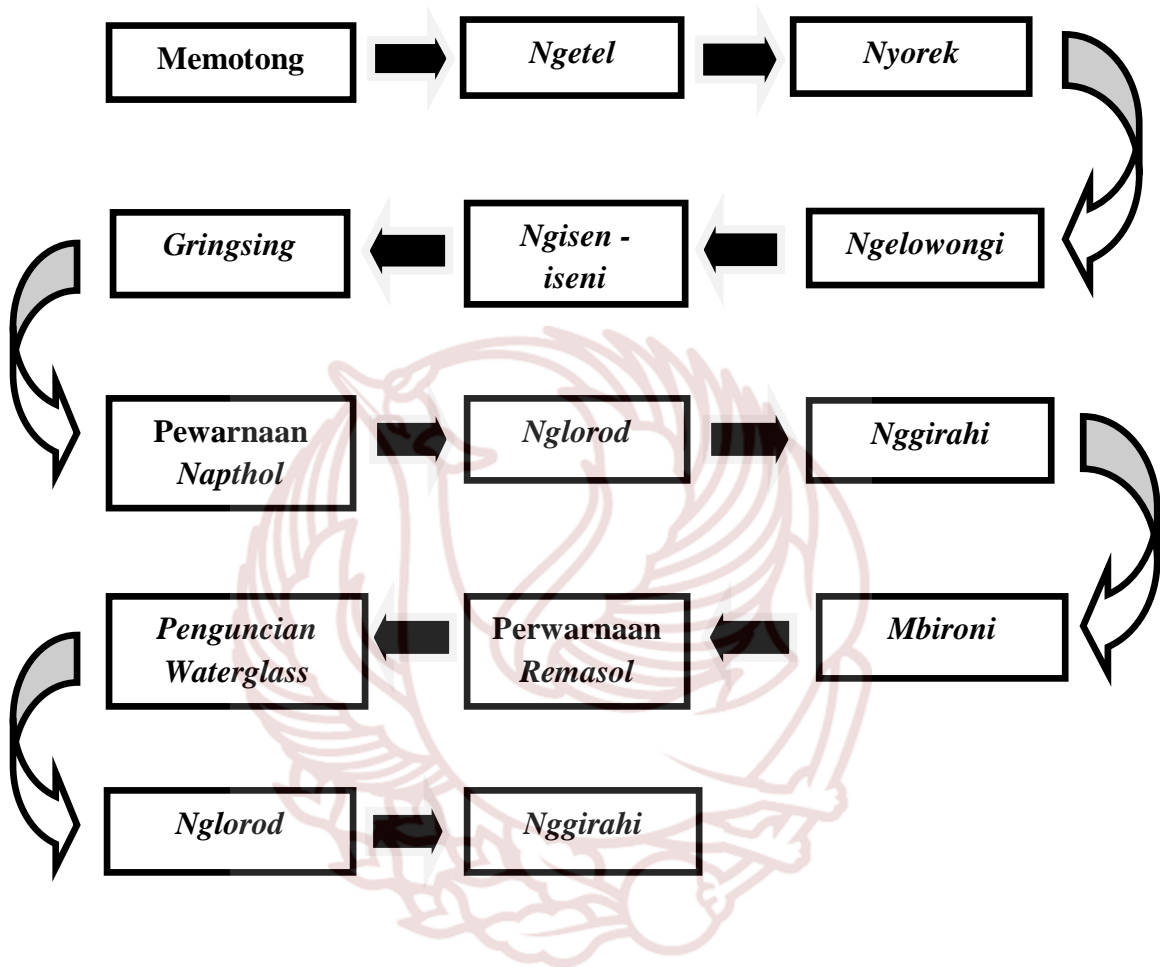 Memotong
Ngetel
Nyorek
Ngelowongi
Ngisen -
iseni
Gringsing
Pewarnaan
Napthol
Nglorod
Nggirahi
Mbironi
Perwarnaan
Remasol
Penguncian
Waterglass
Nglorod
Nggirahi